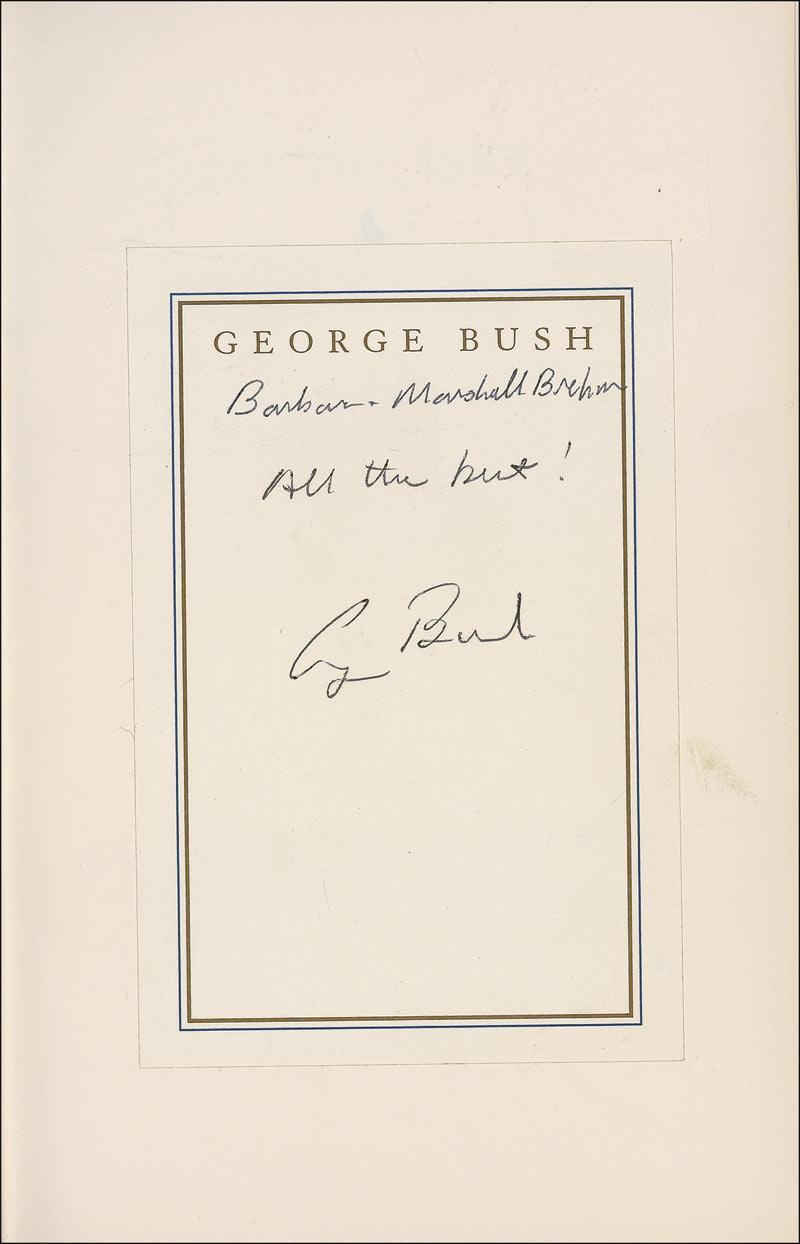 GEORGE BUSH
Barbara - Marshall Brehm
All the best!
G Bush